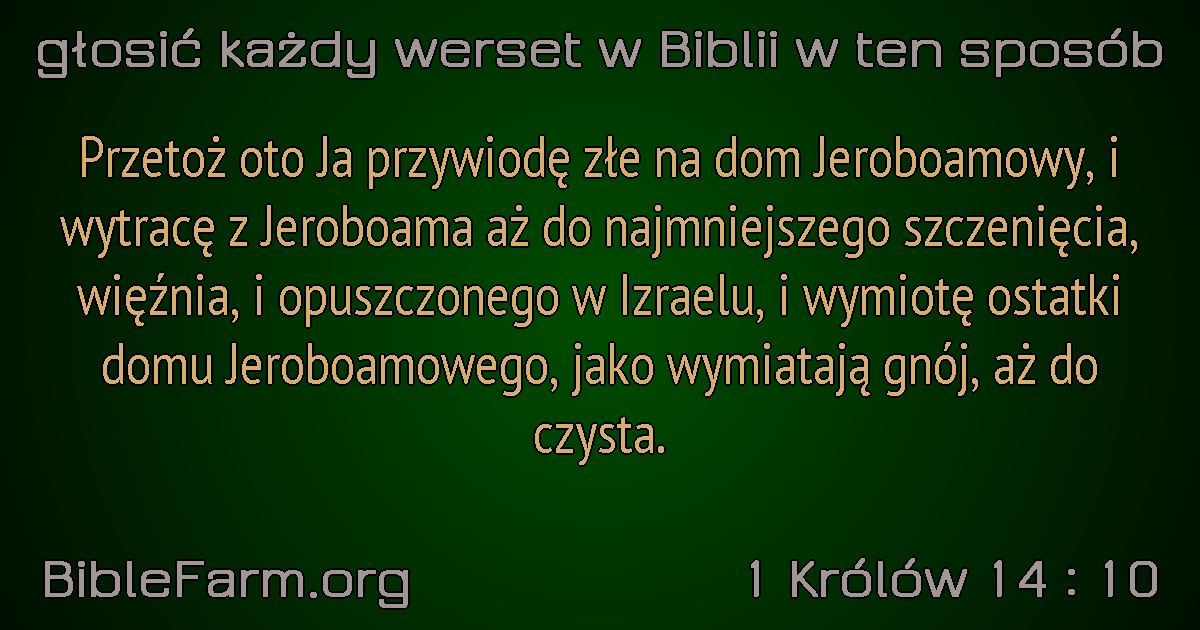 głosić każdy werset w Biblii w ten sposób
Przetoż oto Ja przywiodę złe na dom Jeroboamowy, i
wytracę z Jeroboama aż do najmniejszego szczenięcia,
więźnia, i opuszczonego w Izraelu, i wymiotę ostatki
domu Jeroboamowego, jako wymiatają gnój, aż do
czysta.
BibleFarm.org
1 Królów 14 : 10